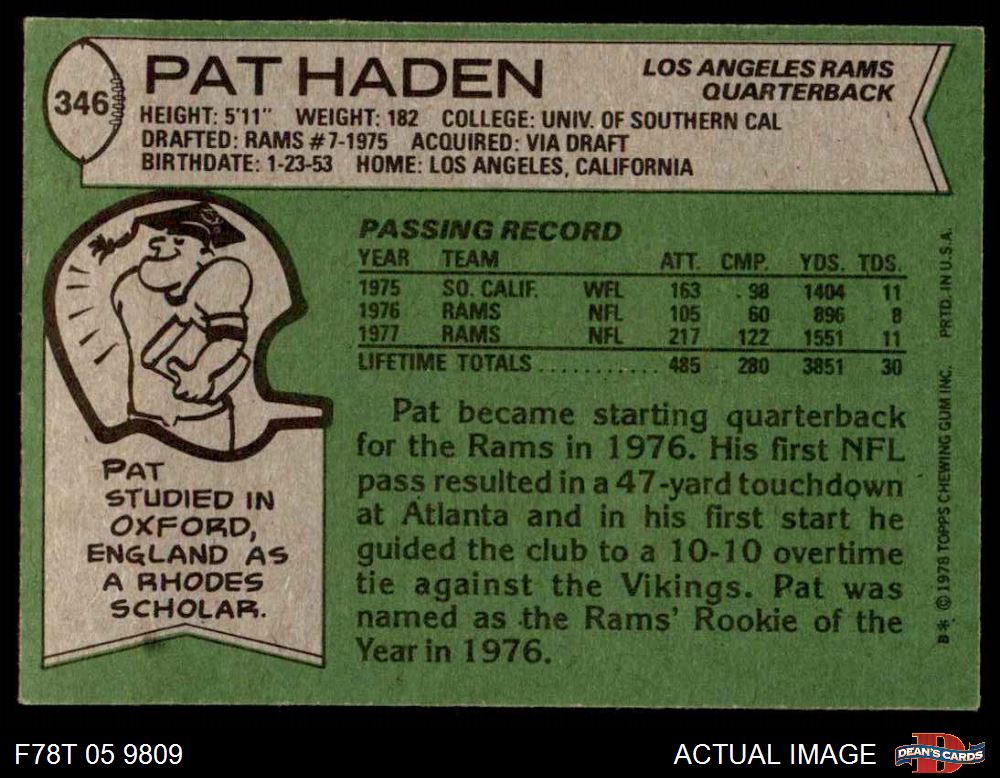 346
PAT HADEN
LOS ANGELES RAMS
QUARTERBACK
HEIGHT: 5'11" WEIGHT: 182 COLLEGE: UNIV. OF SOUTHERN CAL
DRAFTED: RAMS #7-1975 ACQUIRED: VIA DRAFT
BIRTHDATE: 1-23-53 HOME: LOS ANGELES, CALIFORNIA
PASSING RECORD
YEAR TEAM ATT. CMP. YDS. TDS.
1975 SO. CALIF. WFL 163 98 1404 11
1976 RAMS NFL 105 60 896 8
1977 RAMS NFL 217 122 1551 11
LIFETIME TOTALS ............ 485 280 3851 30
PAT
STUDIED IN
OXFORD,
ENGLAND AS
A RHODES
SCHOLAR.
Pat became starting quarterback
for the Rams in 1976. His first NFL
pass resulted in a 47-yard touchdown
at Atlanta and in his first start he
guided the club to a 10-10 overtime
tie against the Vikings. Pat was
named as the Rams' Rookie of the
Year in 1976.
B* © 1978 TOPPS CHEWING GUM INC. PRTD. IN U.S.A.
F78T 05 9809
ACTUAL IMAGE
DEAN'S CARDS